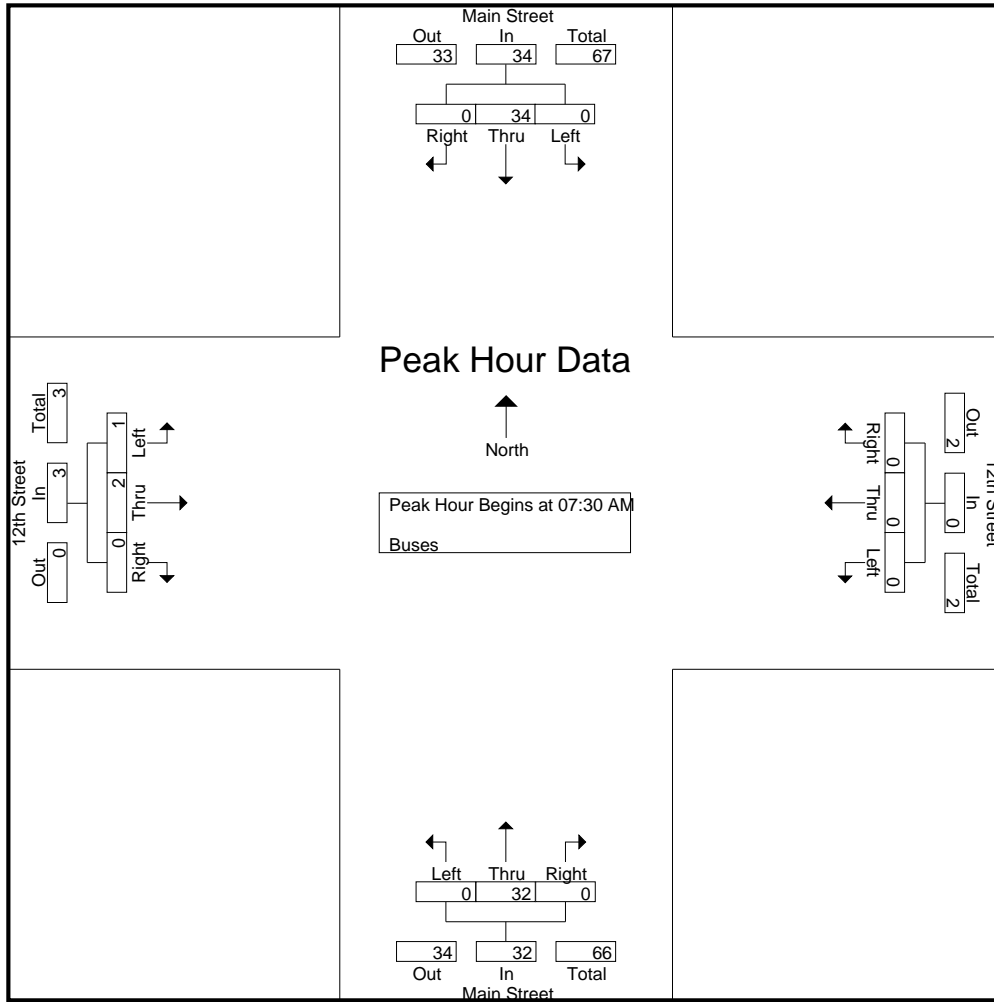 Main Street
Out In Total
33 34 67
0 34 0
Right Thru Left
Peak Hour Data
North
Peak Hour Begins at 07:30 AM
Buses
12th Street
Out In Total
0 3 3
Right Thru Left
0 2 1
12th Street
Out In Total
2 0 2
Right Thru Left
0 0 0
Left Thru Right
0 32 0
34 32 66
Out In Total
Main Street